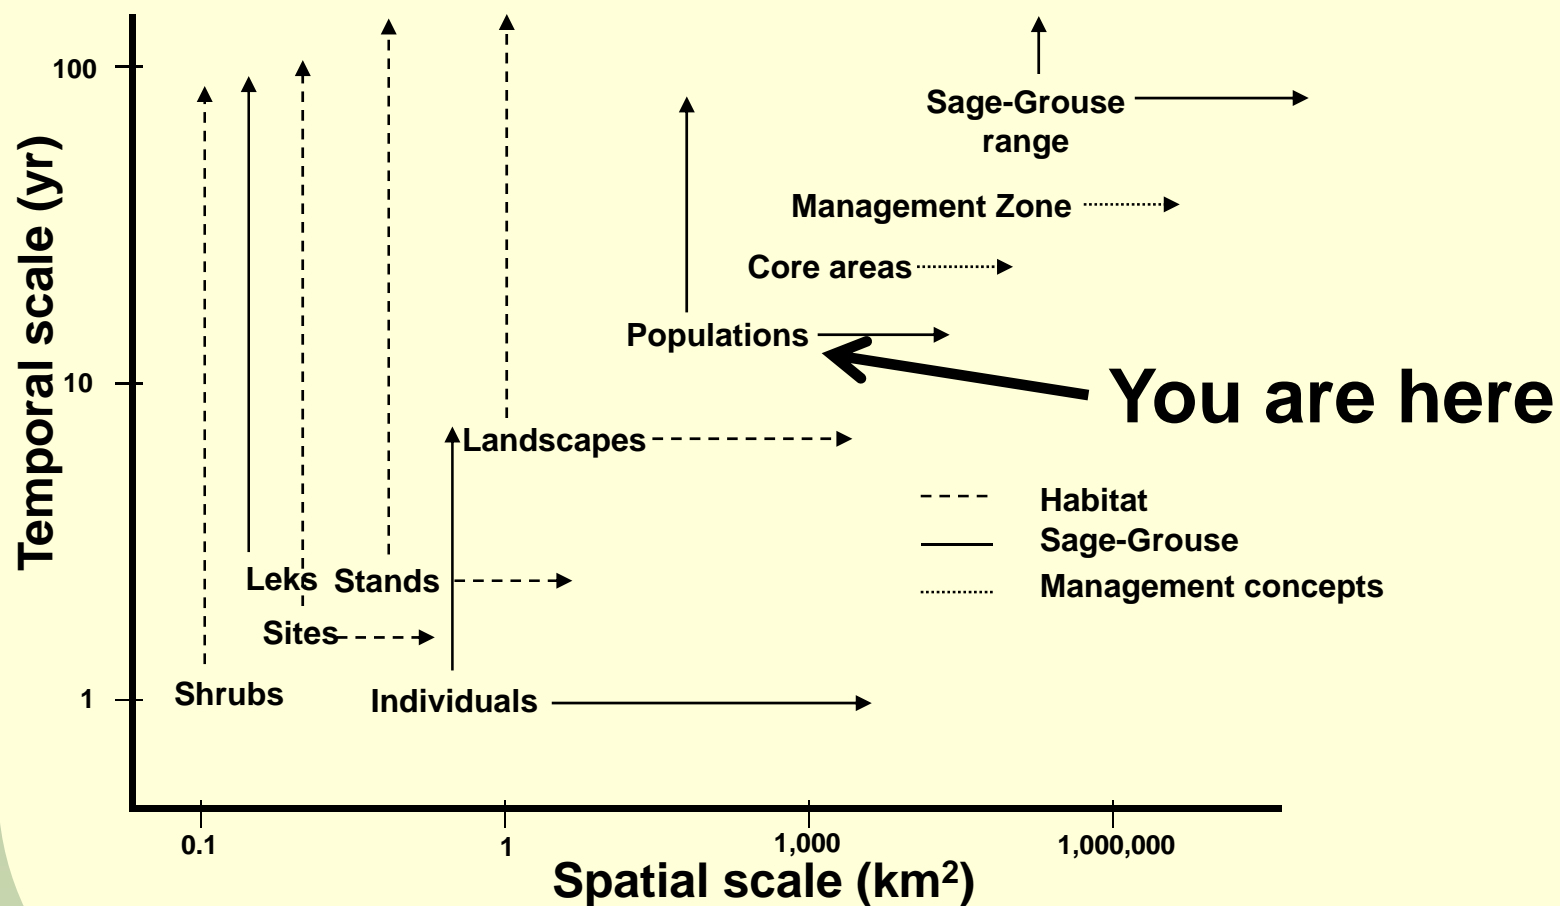 100
Sage-Grouse
range
Management Zone
Core areas
Populations
10
You are here
Landscapes
Habitat
Sage-Grouse
Management concepts
Leks
Stands
Sites
Shrubs
Individuals
1
Temporal scale (yr)
0.1
1
1,000
1,000,000
Spatial scale (km²)